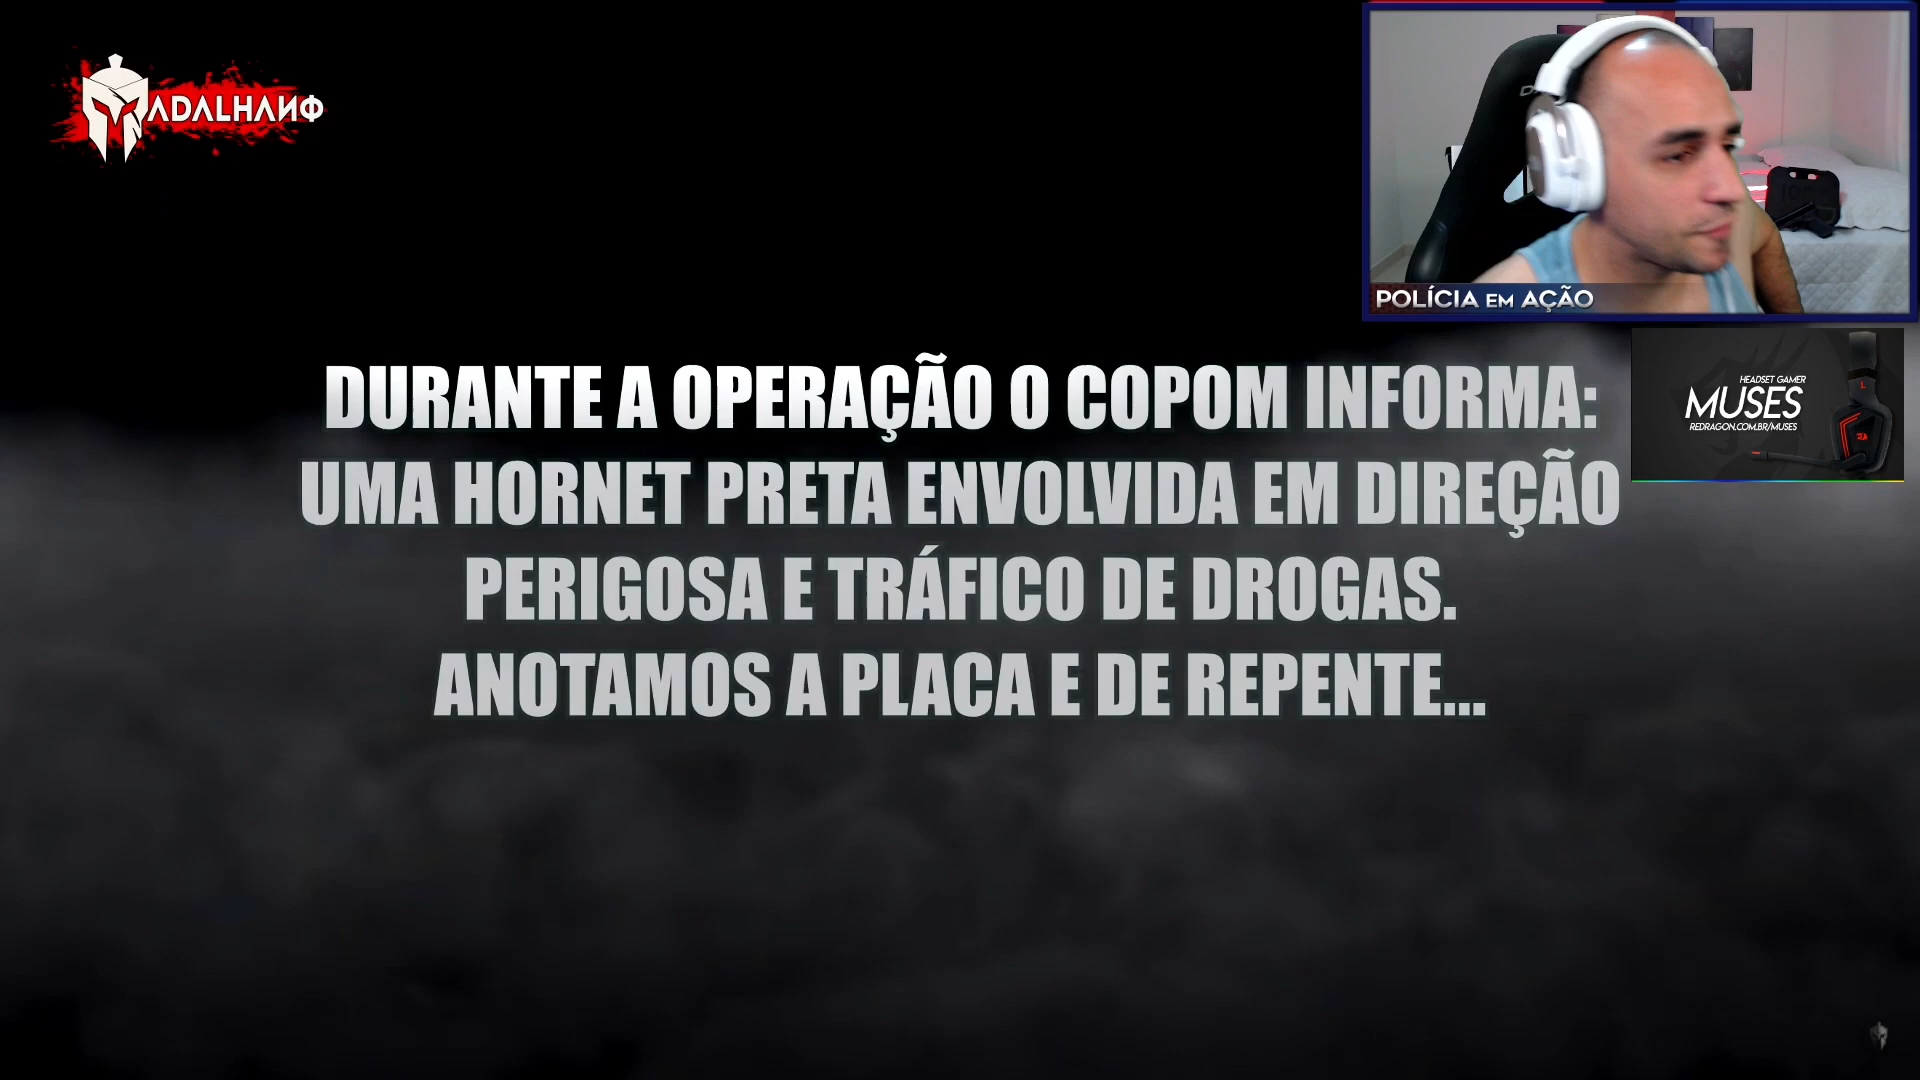 ADALHANΦ
POLÍCIA EM AÇÃO
HEADSET GAMER
MUSES
REDRAGON.COM.BR/MUSES
L
DURANTE A OPERAÇÃO O COPOM INFORMA:
UMA HORNET PRETA ENVOLVIDA EM DIREÇÃO
PERIGOSA E TRÁFICO DE DROGAS.
ANOTAMOS A PLACA E DE REPENTE...